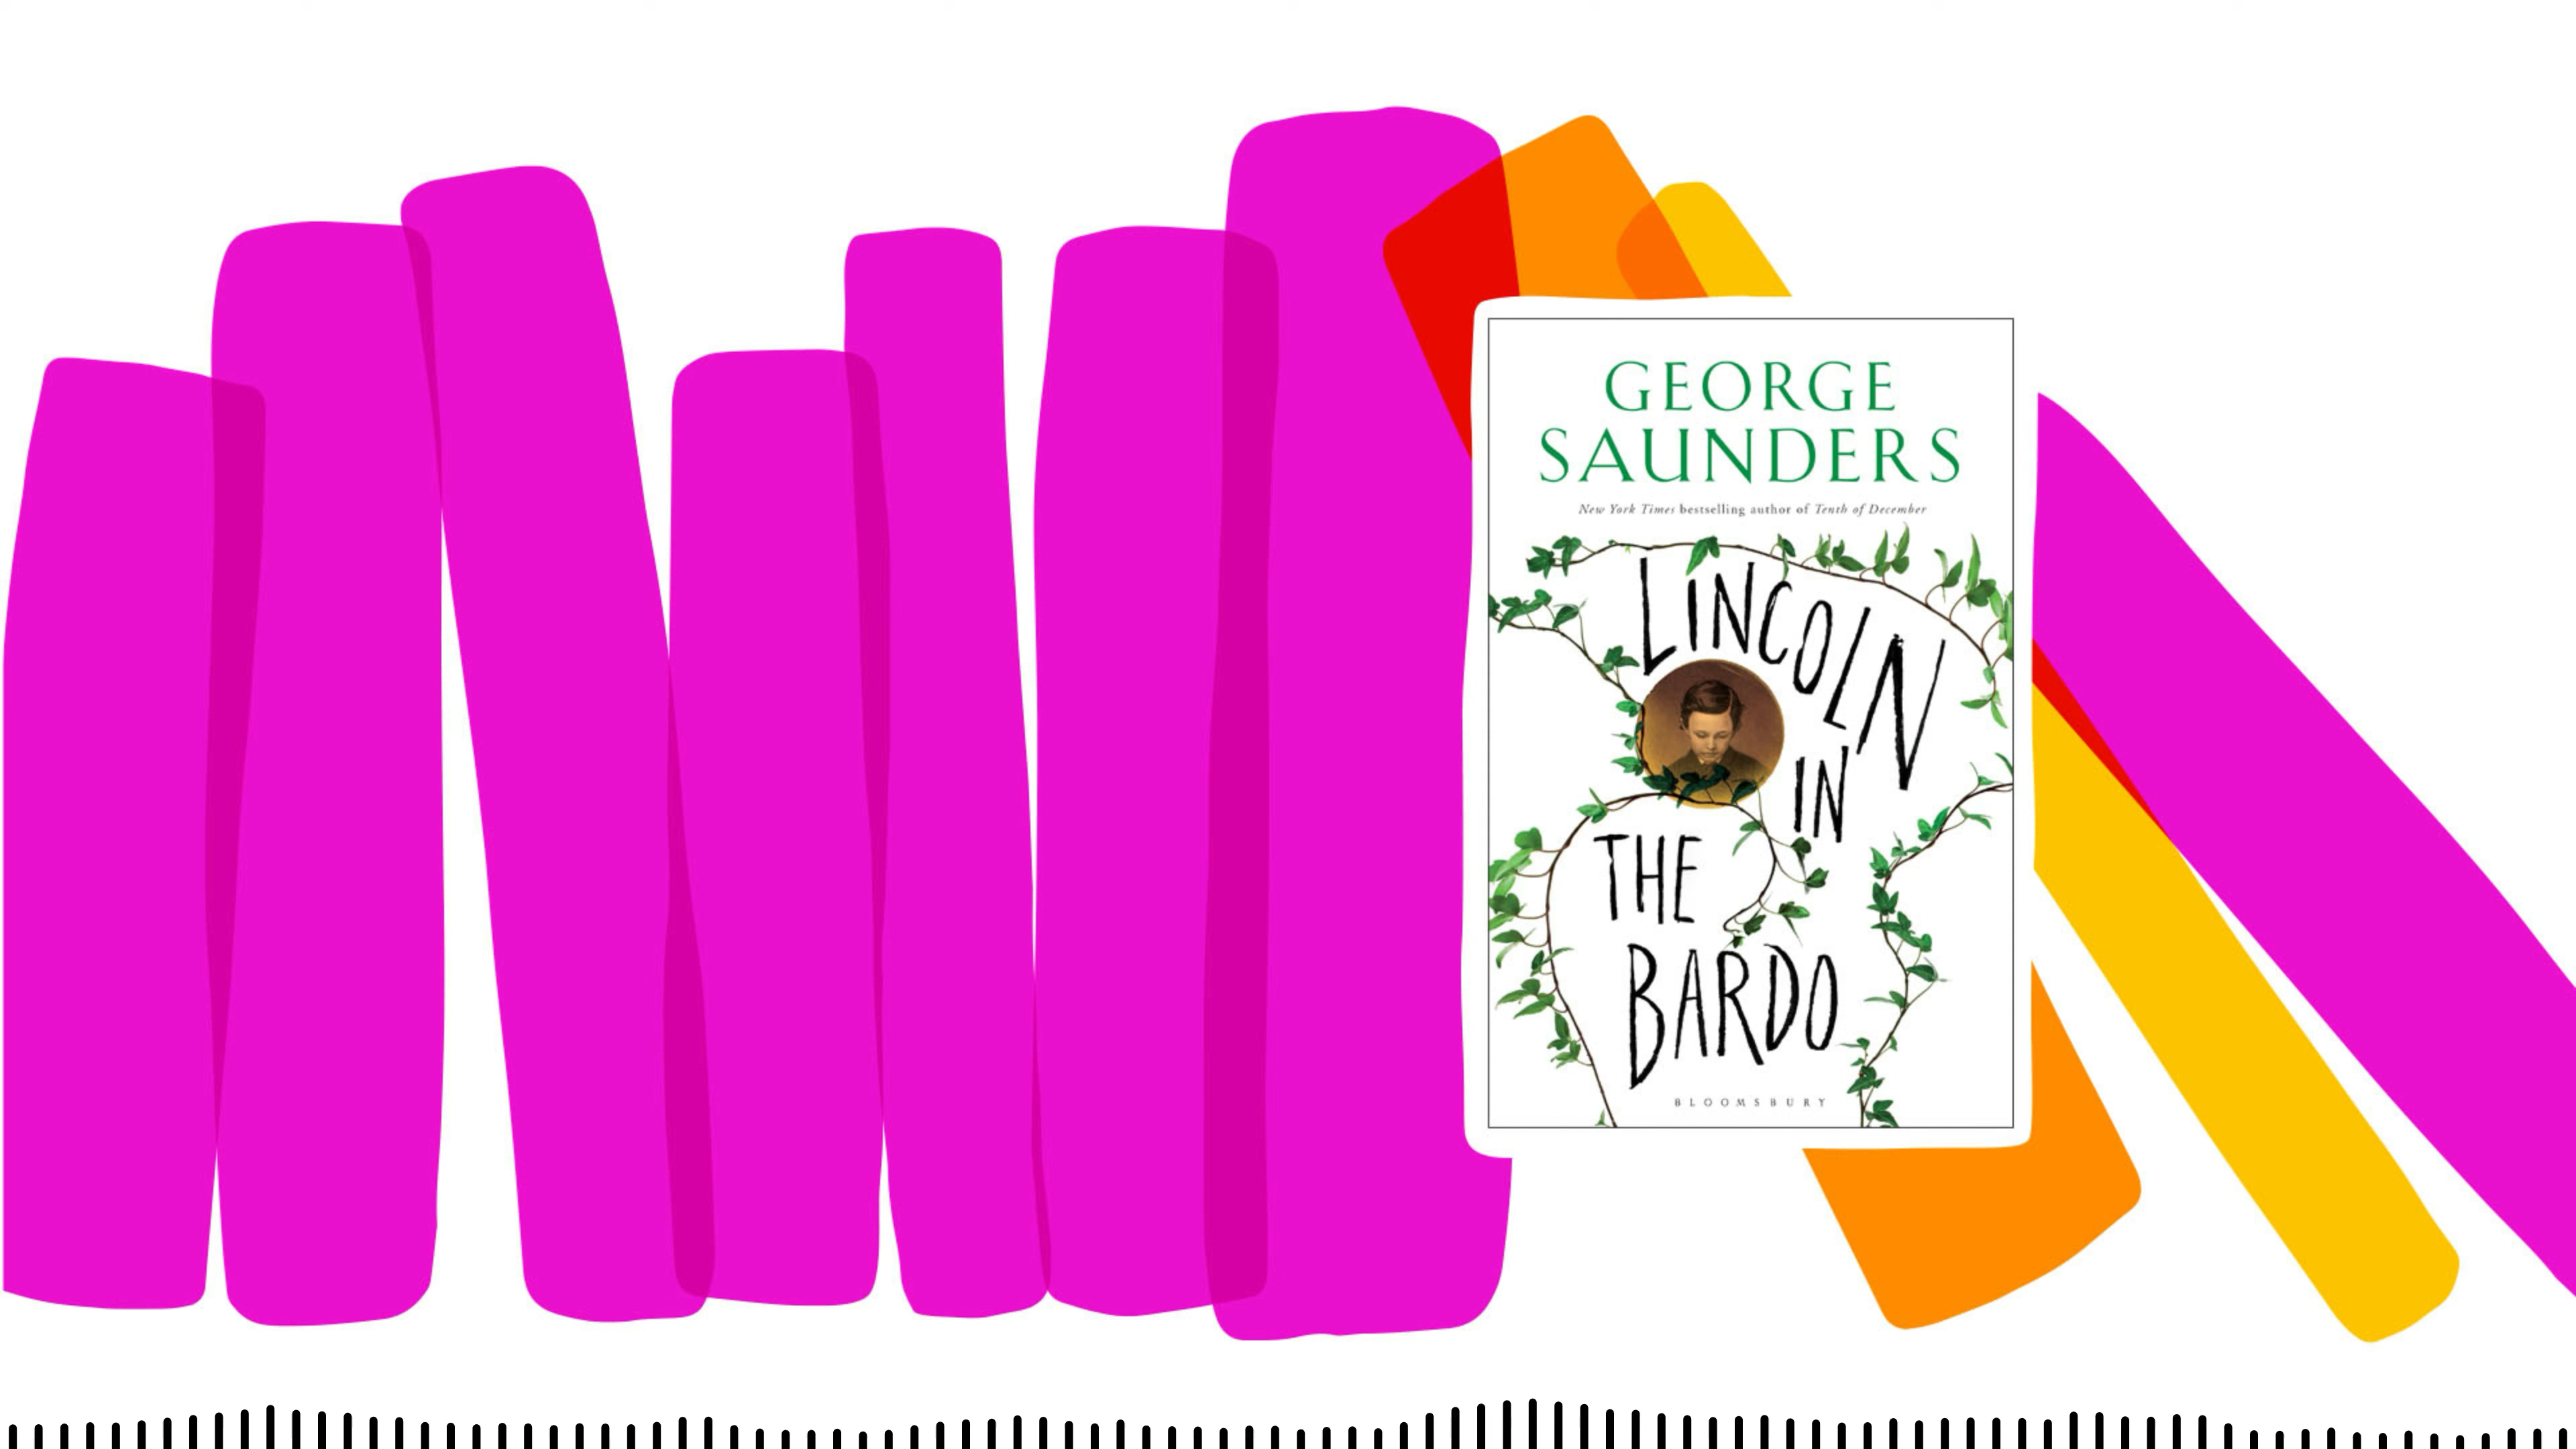 GEORGE
SAUNDERS
New York Times bestselling author of Tenth of December
LINCOLN
IN
THE
BARDO
BLOOMSBURY